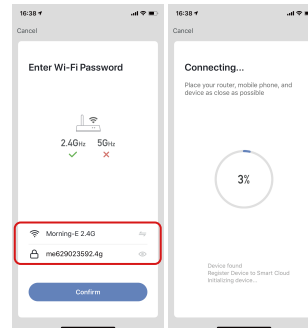 16:38
Cancel
Enter Wi-Fi Password
2.4GHz 5GHz
Morning-E 2.4G
me629023592.4g
Confirm
16:38
Cancel
Connecting...
Place your router, mobile phone, and
device as close as possible
3%
Device found
Register Device to Smart Cloud
Initializing device...